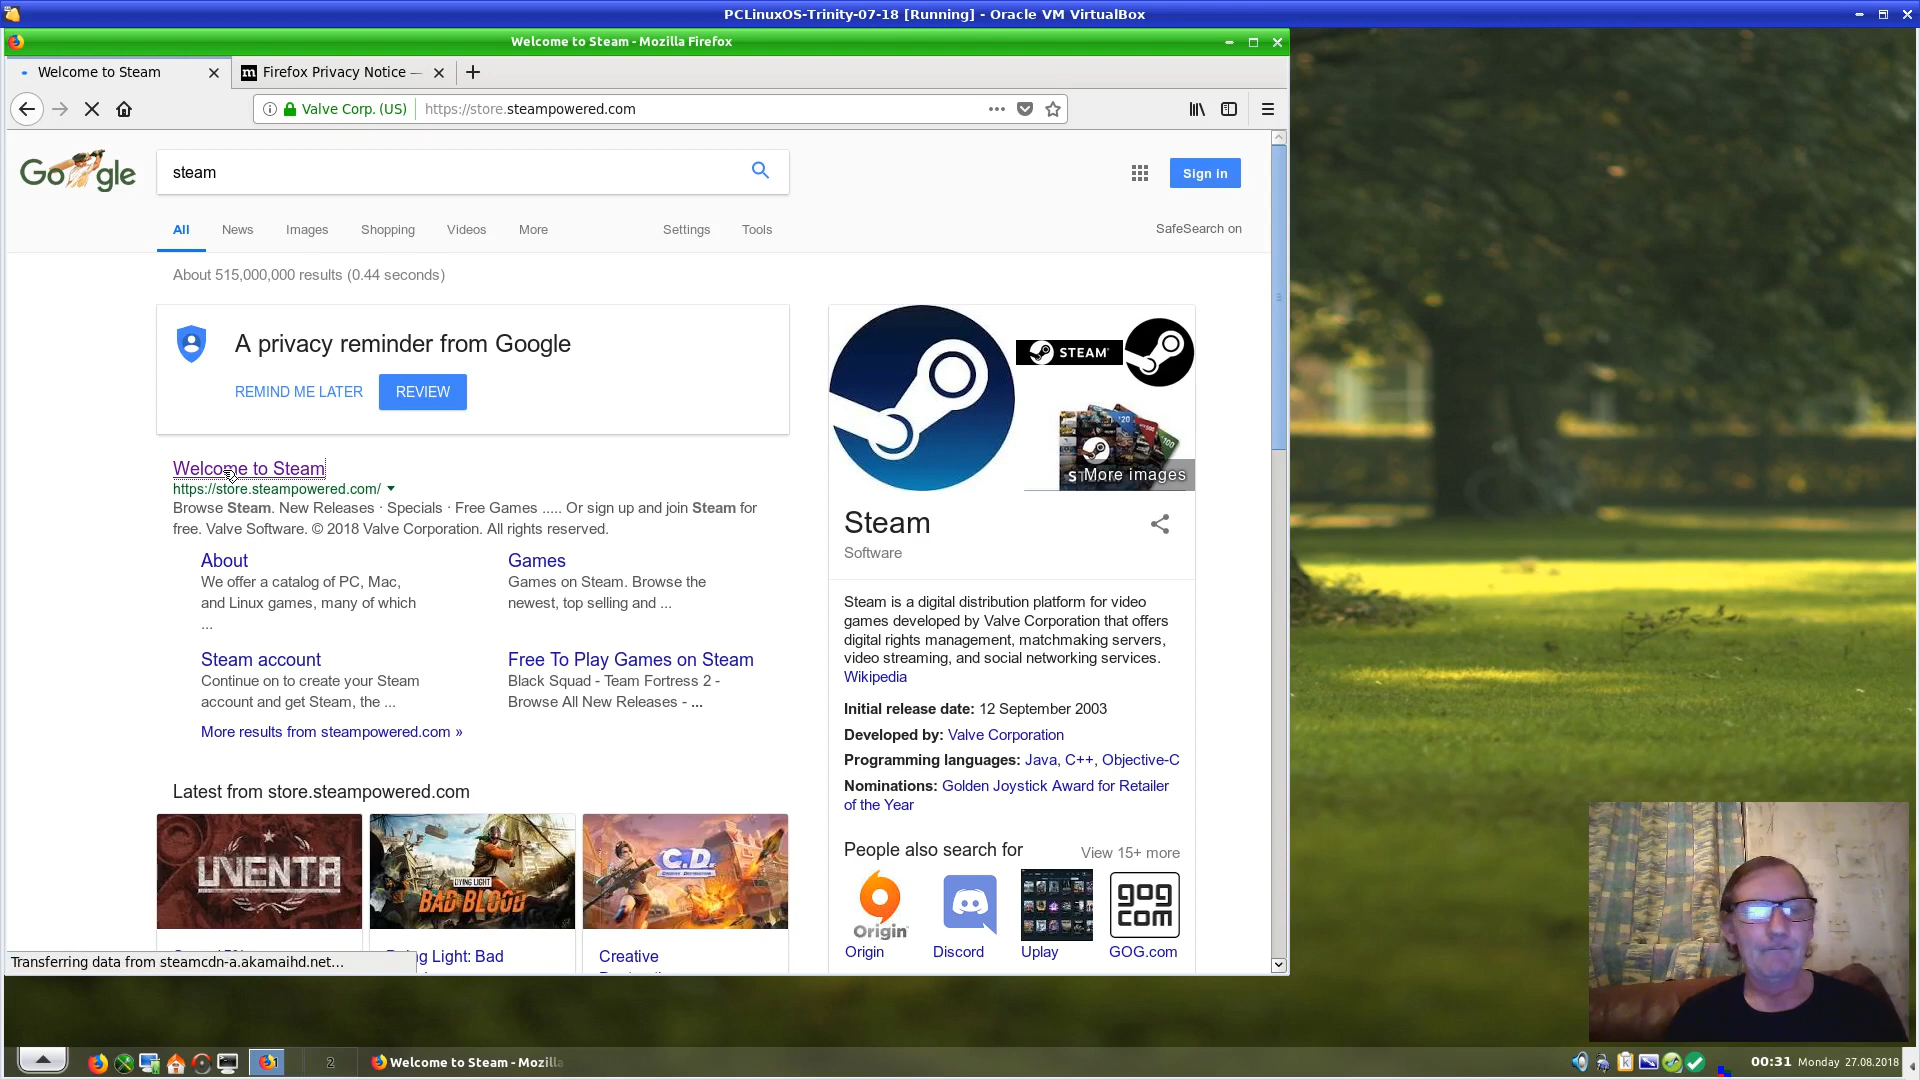 PCLinuxOS-Trinity-07-18 [Running] - Oracle VM VirtualBox
Welcome to Steam - Mozilla Firefox
Welcome to Steam
Firefox Privacy Notice —
Valve Corp. (US)
https://store.steampowered.com
Google
steam
Sign in
All
News
Images
Shopping
Videos
More
Settings
Tools
SafeSearch on
About 515,000,000 results (0.44 seconds)
A privacy reminder from Google
REMIND ME LATER
REVIEW
Welcome to Steam
https://store.steampowered.com/
Browse Steam. New Releases · Specials · Free Games ..... Or sign up and join Steam for
free. Valve Software. © 2018 Valve Corporation. All rights reserved.
About
We offer a catalog of PC, Mac,
and Linux games, many of which
...
Games
Games on Steam. Browse the
newest, top selling and ...
Steam account
Continue on to create your Steam
account and get Steam, the ...
Free To Play Games on Steam
Black Squad - Team Fortress 2 -
Browse All New Releases - ...
More results from steampowered.com »
Latest from store.steampowered.com
UVENTA
DYING LIGHT
BAD BLOOD
C.D.
Light: Bad
Creative
STEAM
More images
Steam
Software
Steam is a digital distribution platform for video
games developed by Valve Corporation that offers
digital rights management, matchmaking servers,
video streaming, and social networking services.
Wikipedia
Initial release date: 12 September 2003
Developed by: Valve Corporation
Programming languages: Java, C++, Objective-C
Nominations: Golden Joystick Award for Retailer
of the Year
People also search for
View 15+ more
Origin
gog
com
Origin
Discord
Uplay
GOG.com
Transferring data from steamcdn-a.akamaihd.net...
1
2
Welcome to Steam - Mozilla
00:31 Monday 27.08.2018